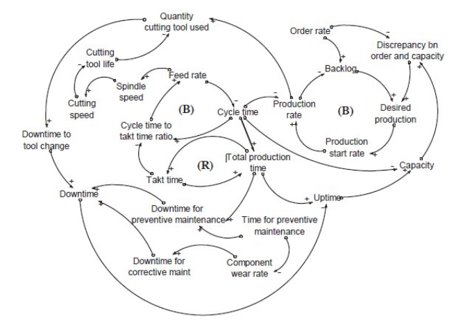 Quantity
cutting tool used
Order rate
Discrepancy bn
order and capacity
Cutting
tool life
Backlog
Feed rate
Spindle
speed
Cutting
speed
(B)
Cycle time
Production
rate
(B)
Desired
production
Cycle time to
takt time ratio
Downtime to
tool change
Production
start rate
(R)
Total production
time
Capacity
Takt time
Downtime
Uptime
Downtime for
preventive maintenance
Time for preventive
maintenance
Downtime for
corrective maint
Component
wear rate